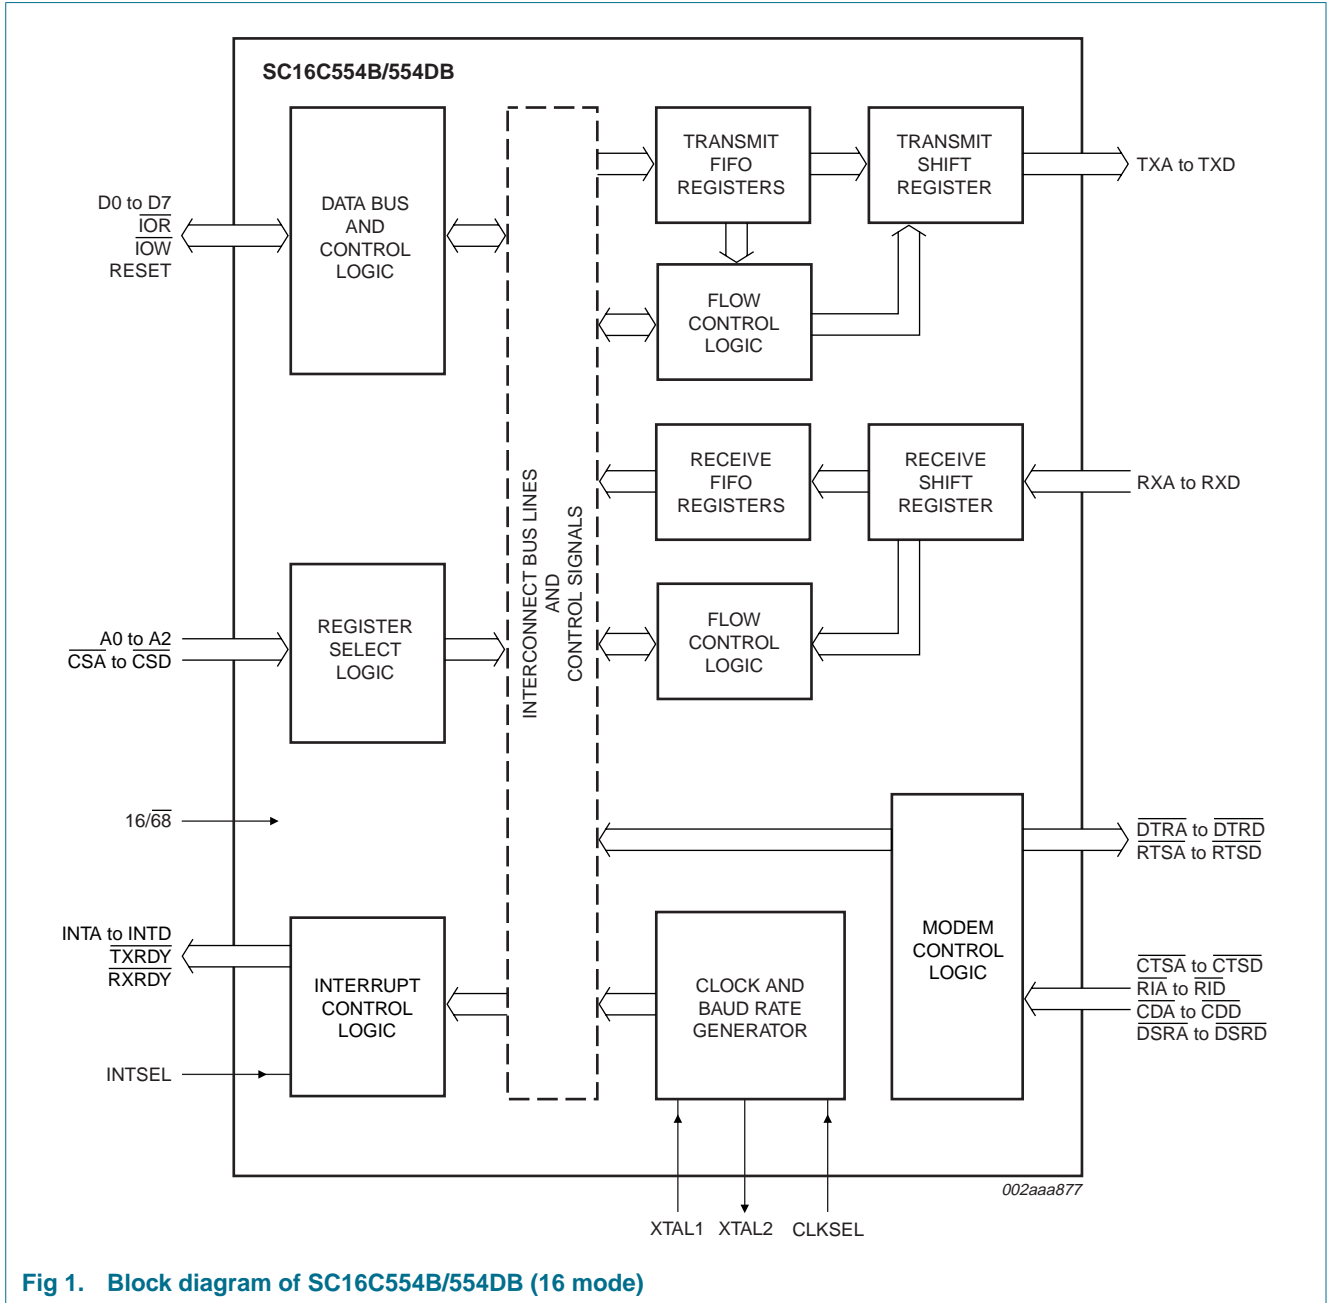 SC16C554B/554DB
D0 to D7
IOR
IOW
RESET
DATA BUS
AND
CONTROL
LOGIC
TRANSMIT
FIFO
REGISTERS
TRANSMIT
SHIFT
REGISTER
TXA to TXD
FLOW
CONTROL
LOGIC
INTERCONNECT BUS LINES
AND
CONTROL SIGNALS
RECEIVE
FIFO
REGISTERS
RECEIVE
SHIFT
REGISTER
RXA to RXD
A0 to A2
CSA to CSD
REGISTER
SELECT
LOGIC
FLOW
CONTROL
LOGIC
16/68
DTRA to DTRD
RTSA to RTSD
INTA to INTD
TXRDY
RXRDY
INTERRUPT
CONTROL
LOGIC
CLOCK AND
BAUD RATE
GENERATOR
MODEM
CONTROL
LOGIC
CTSA to CTSD
RIA to RID
CDA to CDD
DSRA to DSRD
INTSEL
002aaa877
XTAL1 XTAL2 CLKSEL
Fig 1. Block diagram of SC16C554B/554DB (16 mode)